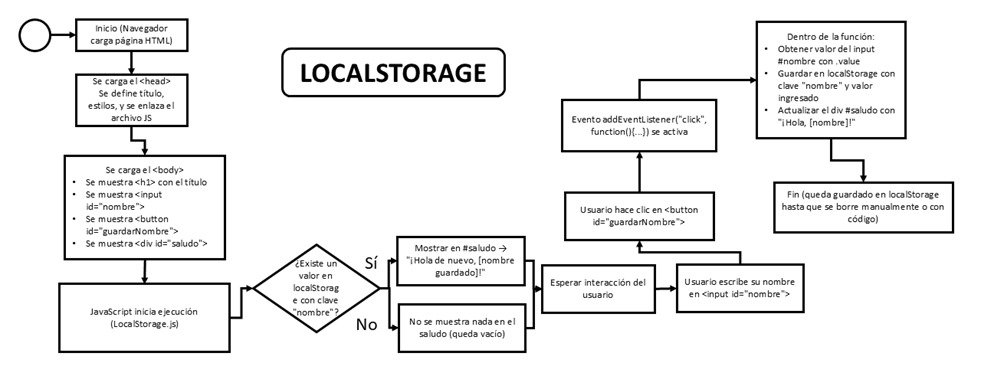 Inicio (Navegador
carga página HTML)
Se carga el <head>
Se define título,
estilos, y se enlaza el
archivo JS
Se carga el <body>
• Se muestra <h1> con el título
• Se muestra <input
id="nombre">
• Se muestra <button
id="guardarNombre">
• Se muestra <div id="saludo">
JavaScript inicia ejecución
(LocalStorage.js)
LOCALSTORAGE
¿Existe un
valor en
localStorag
e con clave
"nombre"?
Sí
No
Mostrar en #saludo →
"¡Hola de nuevo, [nombre
guardado]!"
No se muestra nada en el
saludo (queda vacío)
Esperar interacción del
usuario
Usuario escribe su nombre
en <input id="nombre">
Usuario hace clic en <button
id="guardarNombre">
Evento addEventListener("click",
function(){...}) se activa
Dentro de la función:
• Obtener valor del input
#nombre con .value
• Guardar en localStorage con
clave "nombre" y valor
ingresado
• Actualizar el div #saludo con
"¡Hola, [nombre]!"
Fin (queda guardado en localStorage
hasta que se borre manualmente o con
código)